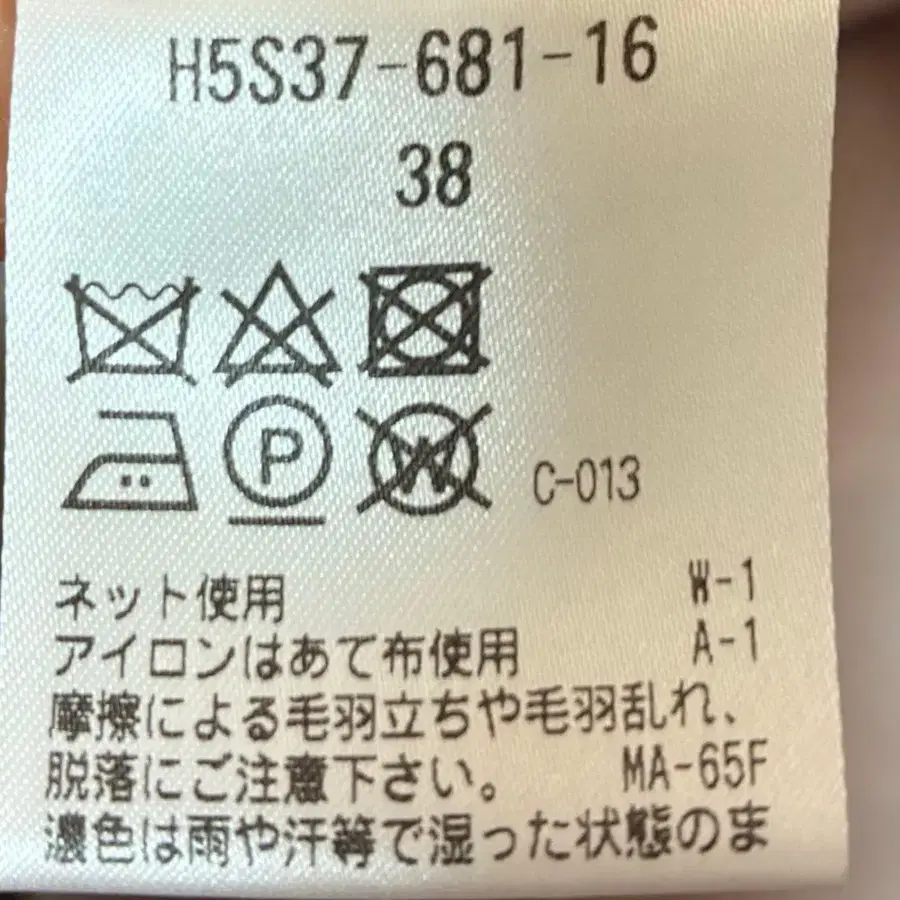 H5S37-681-16
38
P
W
C-013
ネット使用 W-1
アイロンはあて布使用 A-1
摩擦による毛羽立ちや毛羽乱れ、
脱落にご注意下さい。 MA-65F
濃色は雨や汗等で湿った状態のま